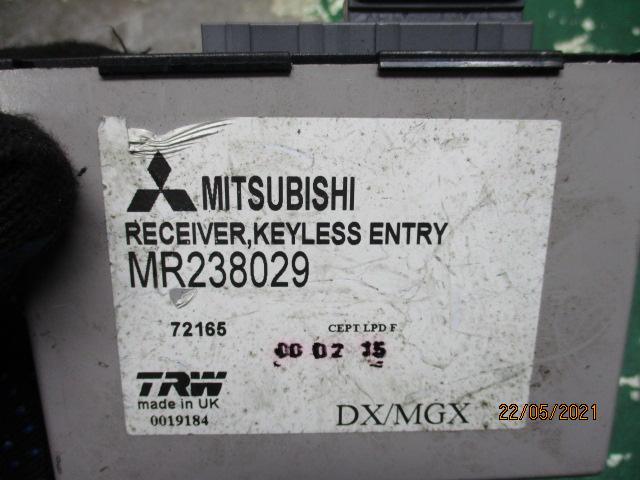 MITSUBISHI
RECEIVER,KEYLESS ENTRY
MR238029
72165
CEPT LPD F
00 02 15
TRW
made in UK
0019184
DX/MGX
22/05/2021